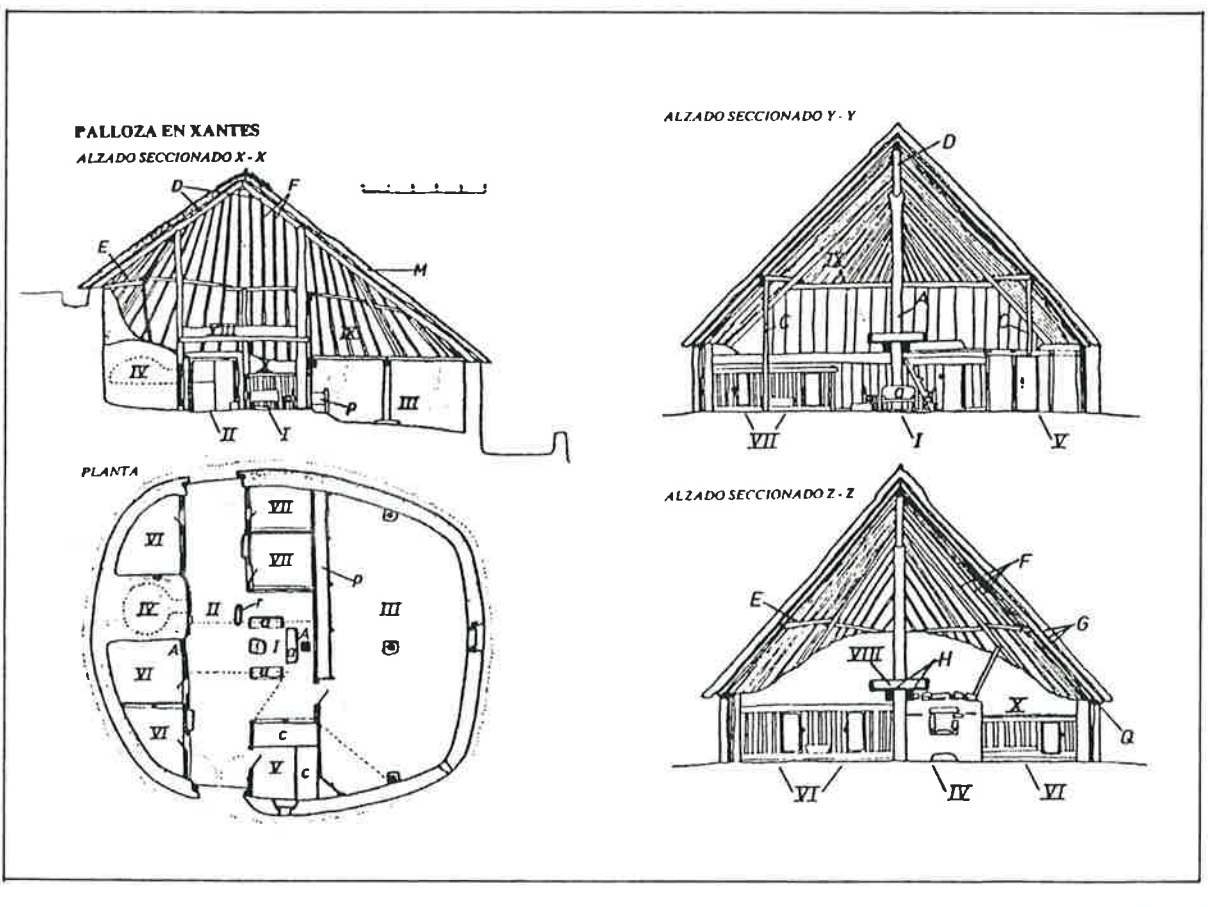 PALLOZA EN XANTES
ALZADO SECCIONADO X - X
D
F
E
M
VIII
IX
IV
P
III
II
I
ALZADO SECCIONADO Y - Y
D
IX
A
C
C
a
VII
I
V
PLANTA
VII
VI
VII
P
IV
II
r
a
III
A
I
a
A
VI
a
VI
c
V
c
ALZADO SECCIONADO Z - Z
F
E
G
VIII
H
X
Q
VI
IV
VI